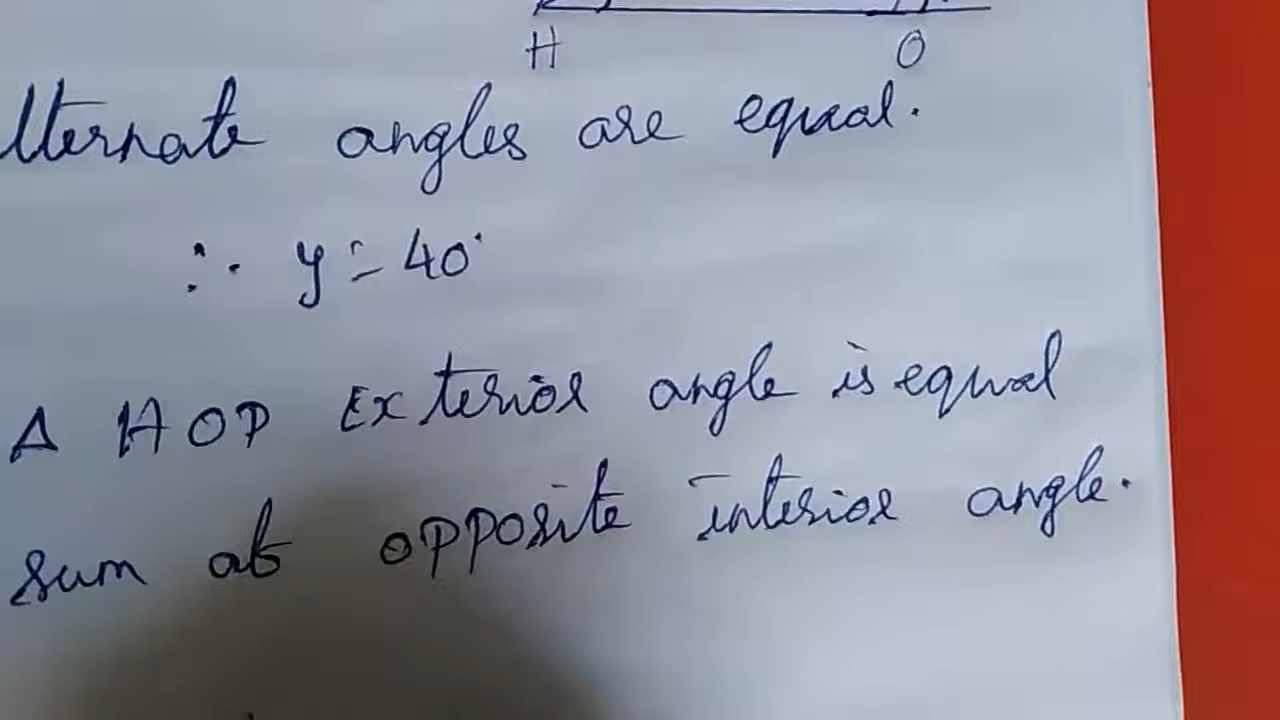 H O
lternate angles are equal.
∴ y = 40°
Δ HOP Exterior angle is equal
sum of opposite interior angle.